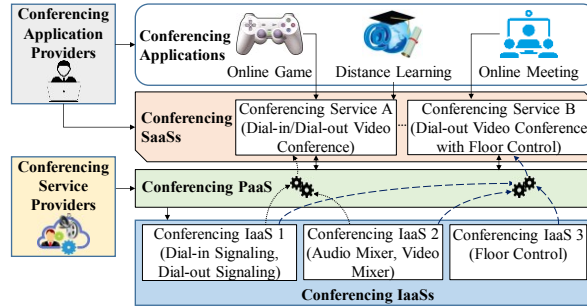 Conferencing
Application
Providers
Conferencing
Applications
Online Game
Distance Learning
Online Meeting
Conferencing
SaaSs
Conferencing Service A
(Dial-in/Dial-out Video
Conference)
Conferencing Service B
(Dial-out Video Conference
with Floor Control)
Conferencing
Service
Providers
Conferencing PaaS
Conferencing IaaS 1
(Dial-in Signaling,
Dial-out Signaling)
Conferencing IaaS 2
(Audio Mixer, Video
Mixer)
Conferencing IaaS 3
(Floor Control)
Conferencing IaaSs